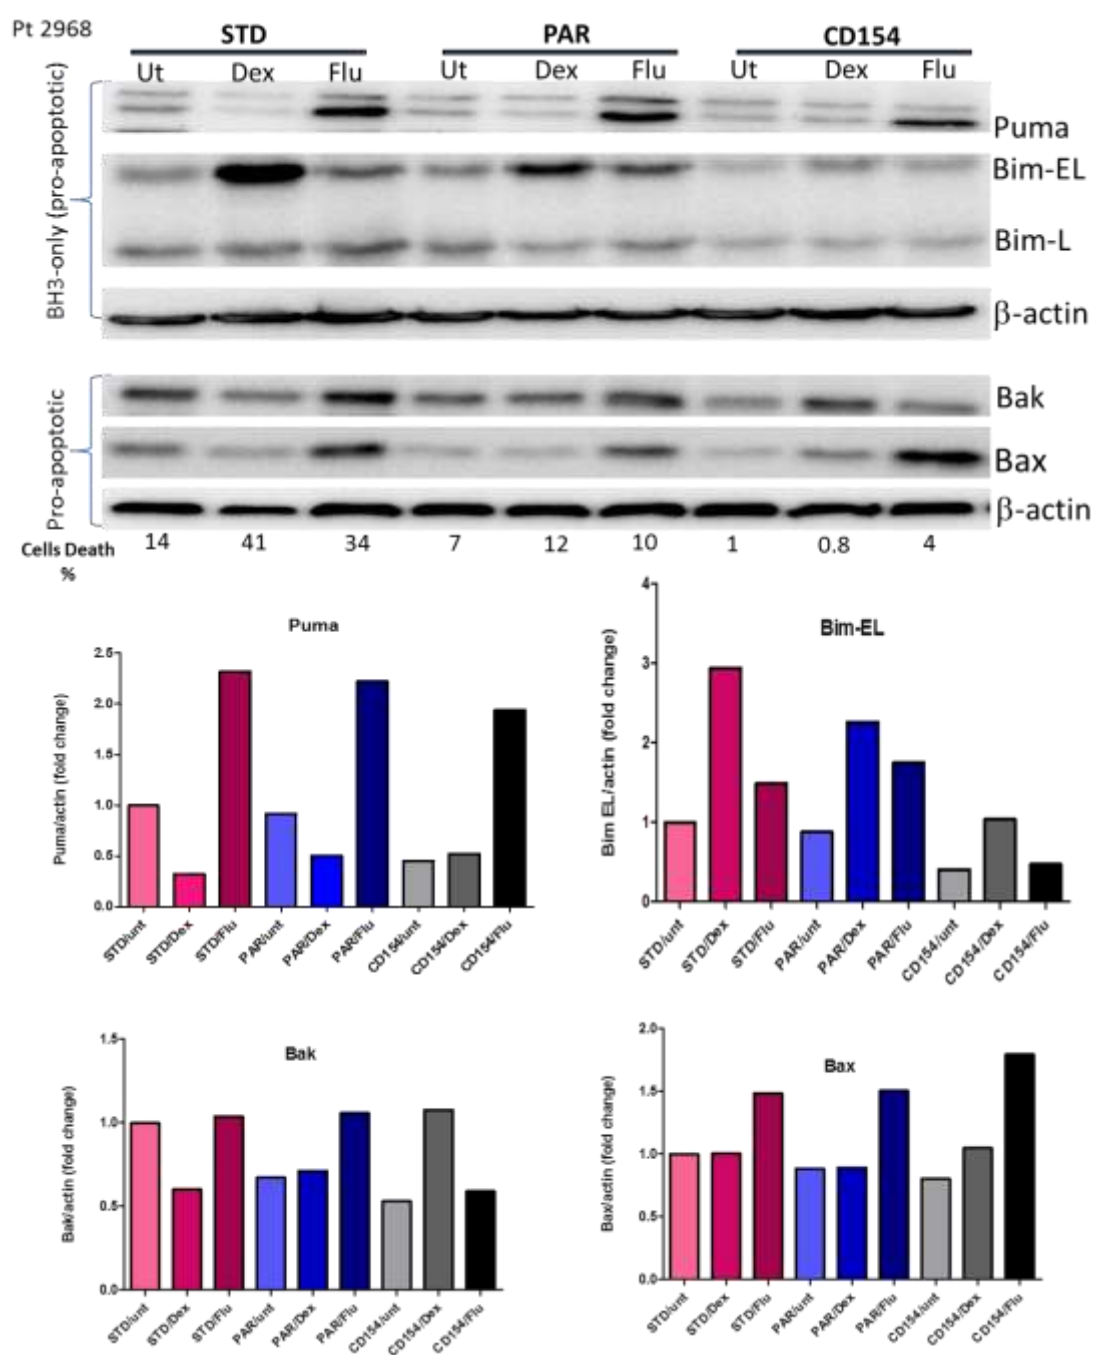 Pt 2968
STD PAR CD154
Ut Dex Flu Ut Dex Flu Ut Dex Flu
BH3-only (pro-apoptotic)
Puma
Bim-EL
Bim-L
β-actin
Pro-apoptotic
Bak
Bax
β-actin
Cells Death 14 41 34 7 12 10 1 0.8 4
%
Puma
Puma/actin (fold change)
2.5
2.0
1.5
1.0
0.5
0.0
STD/unt STD/Dex STD/Flu PAR/unt PAR/Dex PAR/Flu CD154/unt CD154/Dex CD154/Flu
Bim-EL
Bim EL/actin (fold change)
4
3
2
1
0
STD/unt STD/Dex STD/Flu PAR/unt PAR/Dex PAR/Flu CD154/unt CD154/Dex CD154/Flu
Bak
Bak/actin (fold change)
1.5
1.0
0.5
0.0
STD/unt STD/Dex STD/Flu PAR/unt PAR/Dex PAR/Flu CD154/unt CD154/Dex CD154/Flu
Bax
Bax/actin (fold change)
2.0
1.5
1.0
0.5
0.0
STD/unt STD/Dex STD/Flu PAR/unt PAR/Dex PAR/Flu CD154/unt CD154/Dex CD154/Flu